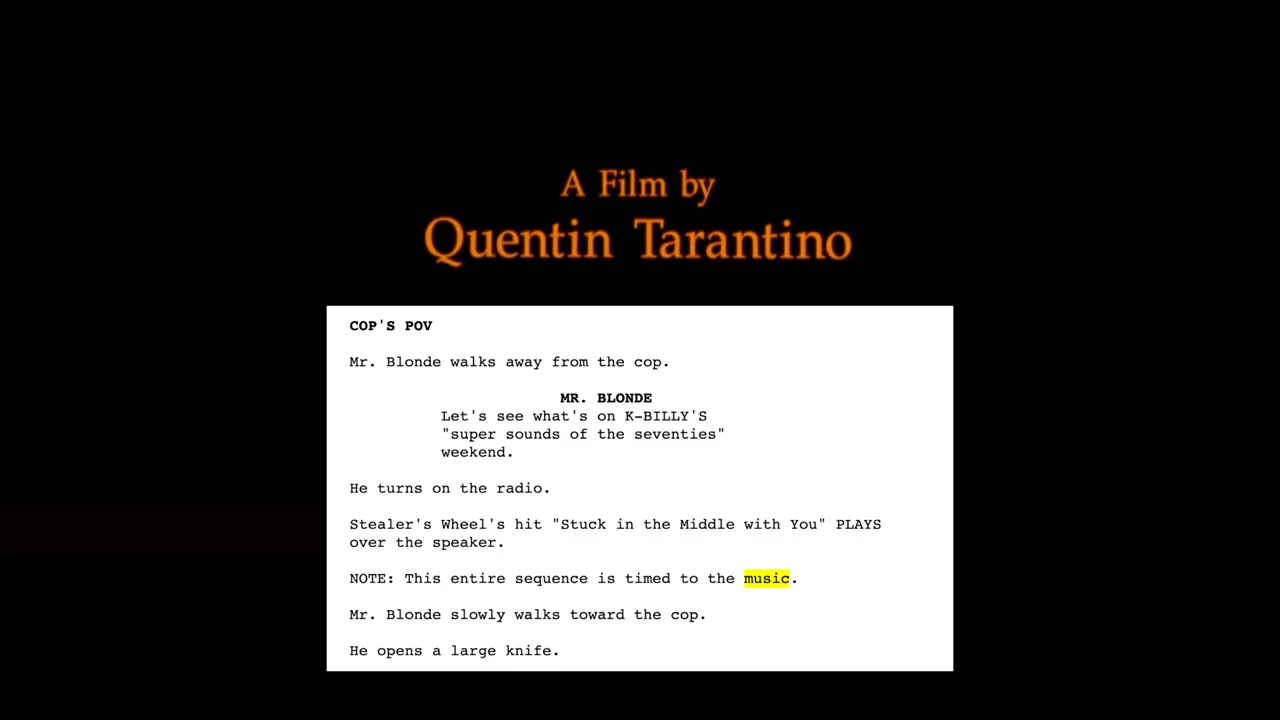 A Film by
Quentin Tarantino
COP'S POV
Mr. Blonde walks away from the cop.
MR. BLONDE
Let's see what's on K-BILLY'S
"super sounds of the seventies"
weekend.
He turns on the radio.
Stealer's Wheel's hit "Stuck in the Middle with You" PLAYS
over the speaker.
NOTE: This entire sequence is timed to the music.
Mr. Blonde slowly walks toward the cop.
He opens a large knife.